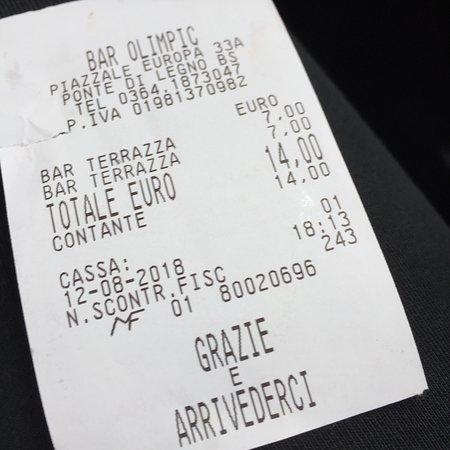 BAR OLIMPIC
PIAZZALE EUROPA 33A
PONTE DI LEGNO BS
TEL 0364.1873047
P.IVA 01981370982
EURO
BAR TERRAZZA 7,00
BAR TERRAZZA 7,00
TOTALE EURO 14,00
CONTANTE 14,00
CASSA: 01
12-08-2018 18:13
N.SCONTR.FISC 243
MF 01 80020696
GRAZIE
E
ARRIVEDERCI